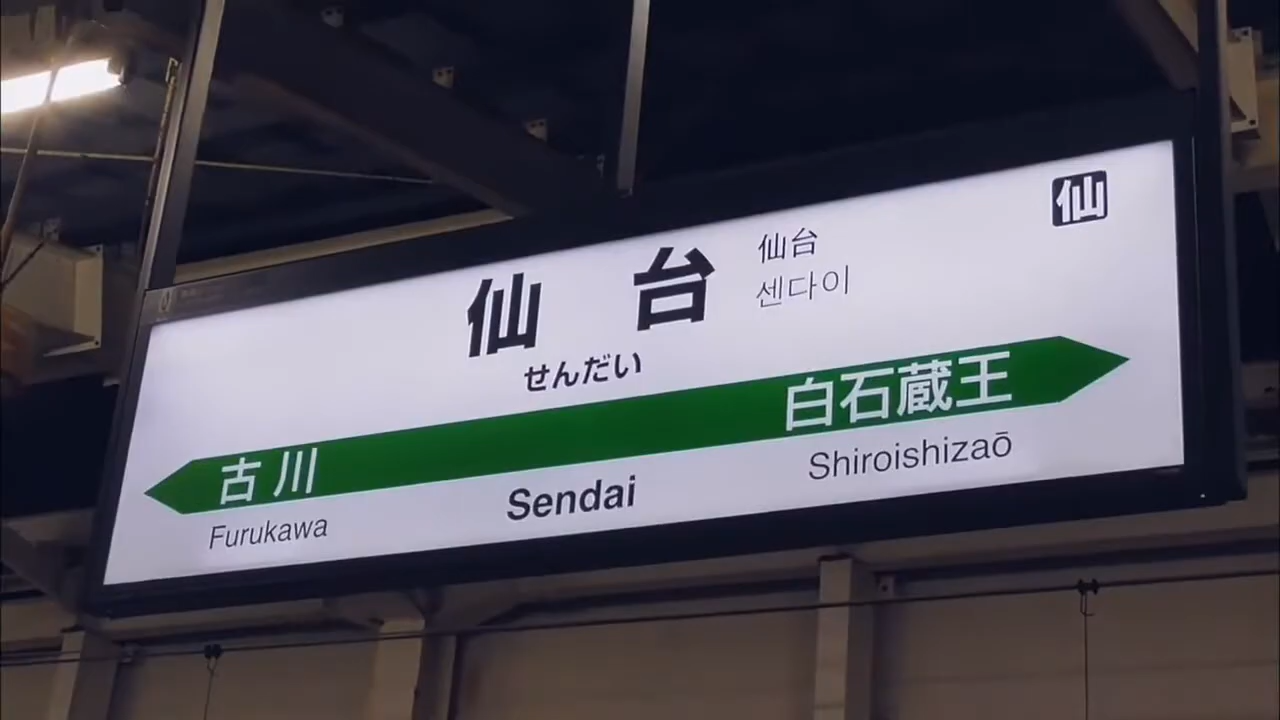 仙
仙台
仙台
센다이
せんだい
古川
白石蔵王
Furukawa
Sendai
Shiroishizaō